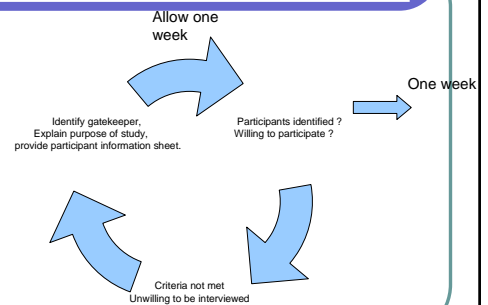 Allow one
week
One week
Identify gatekeeper,
Explain purpose of study,
provide participant information sheet.
Participants identified ?
Willing to participate ?
Criteria not met
Unwilling to be interviewed